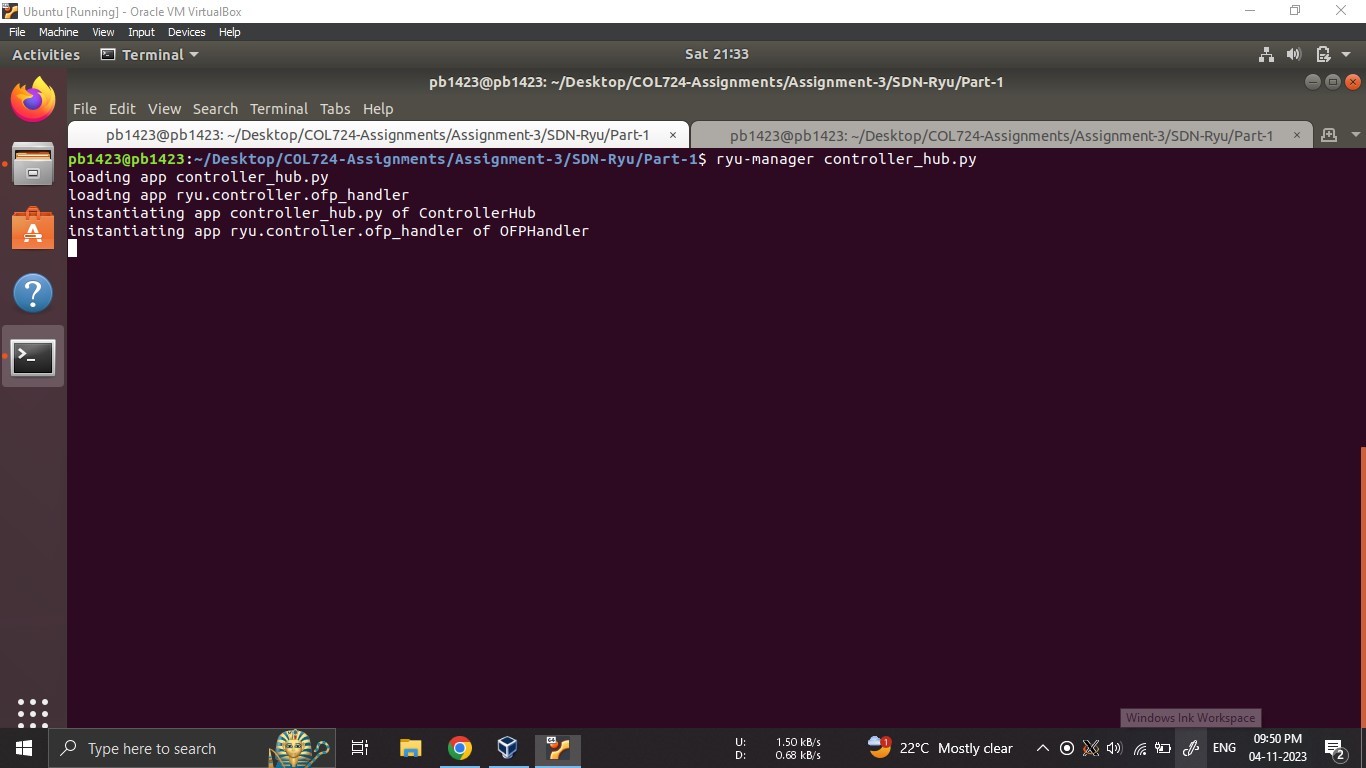 Ubuntu [Running] - Oracle VM VirtualBox
File Machine View Input Devices Help
Activities Terminal Sat 21:33
pb1423@pb1423: ~/Desktop/COL724-Assignments/Assignment-3/SDN-Ryu/Part-1
File Edit View Search Terminal Tabs Help
pb1423@pb1423: ~/Desktop/COL724-Assignments/Assignment-3/SDN-Ryu/Part-1 × pb1423@pb1423: ~/Desktop/COL724-Assignments/Assignment-3/SDN-Ryu/Part-1 ×
pb1423@pb1423:~/Desktop/COL724-Assignments/Assignment-3/SDN-Ryu/Part-1$ ryu-manager controller_hub.py
loading app controller_hub.py
loading app ryu.controller.ofp_handler
instantiating app controller_hub.py of ControllerHub
instantiating app ryu.controller.ofp_handler of OFPHandler
Windows Ink Workspace
Type here to search
U: 1.50 kB/s
D: 0.68 kB/s
1
22°C Mostly clear
ENG
09:50 PM
04-11-2023
2